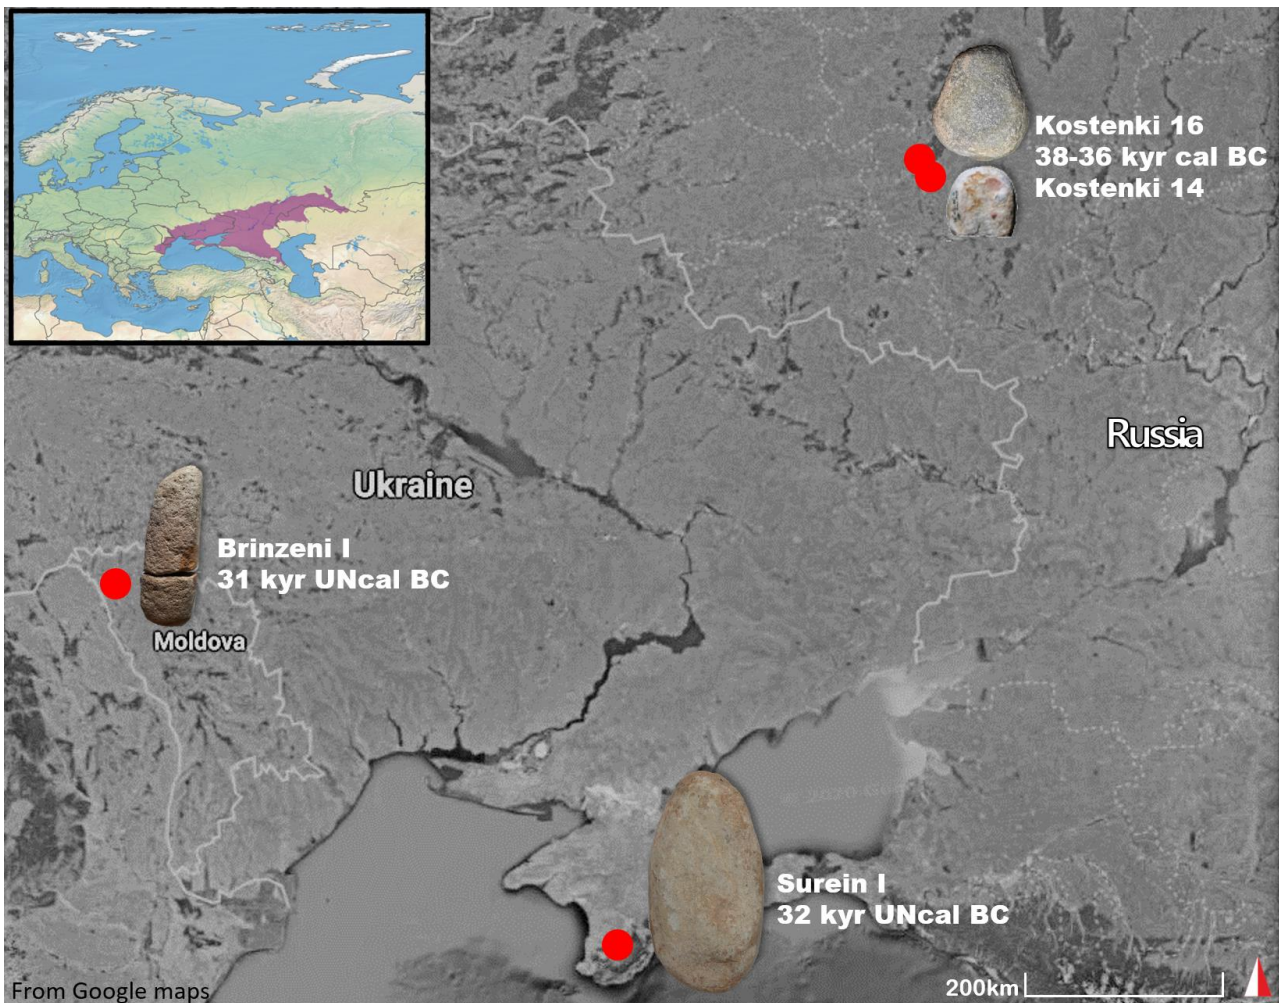 Kostenki 16
38-36 kyr cal BC
Kostenki 14
Russia
Ukraine
Brinzeni I
31 kyr UNcal BC
Moldova
Surein I
32 kyr UNcal BC
From Google maps
200km